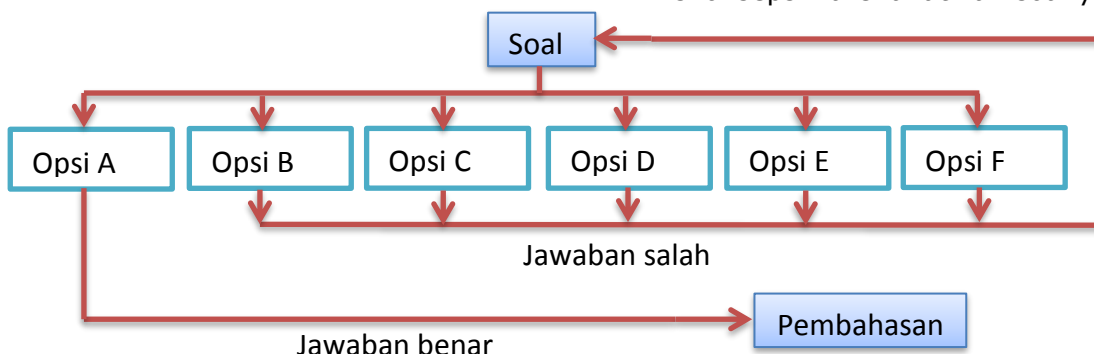 Soal
Opsi A
Opsi B
Opsi C
Opsi D
Opsi E
Opsi F
Jawaban salah
Pembahasan
Jawaban benar